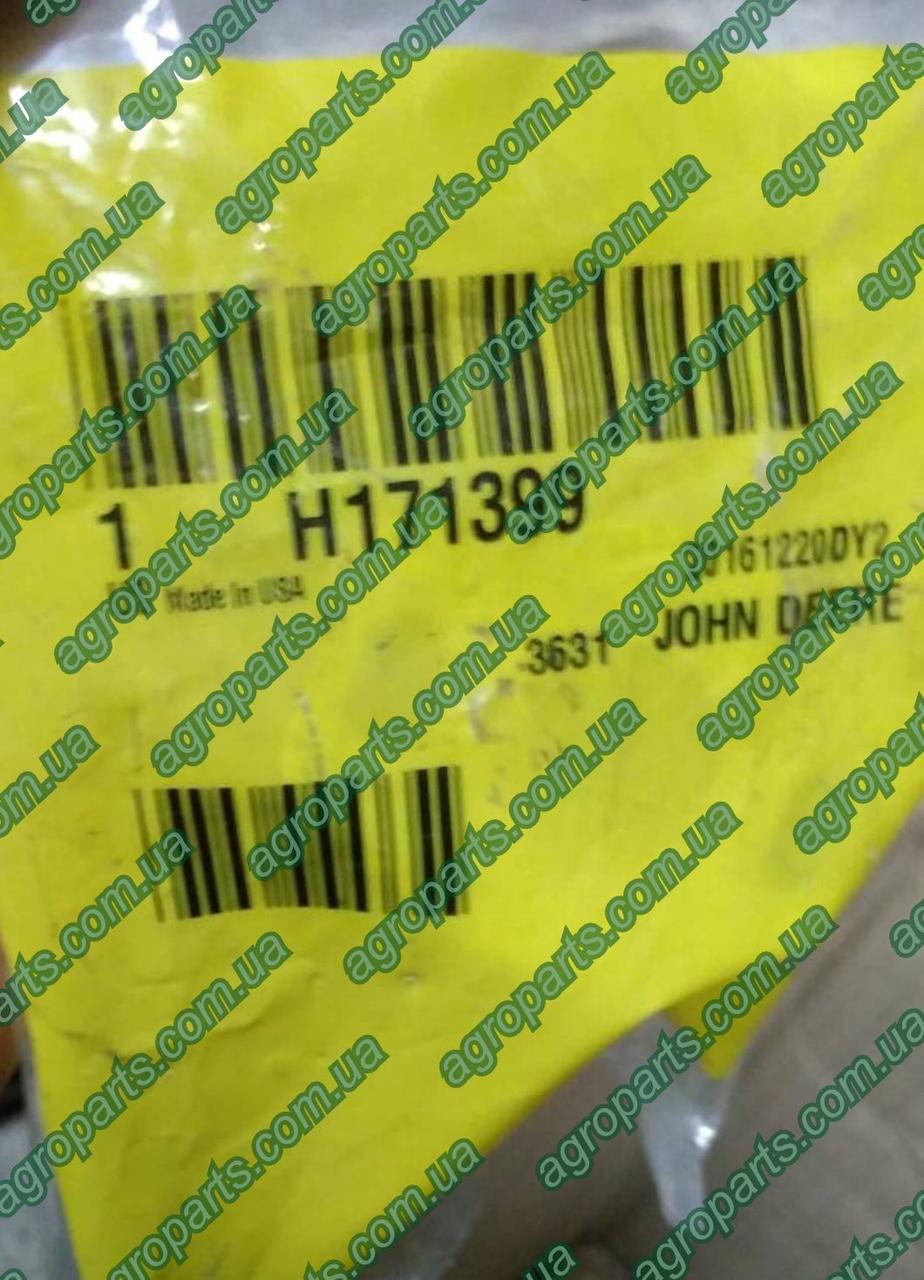 1 H171399
Made In USA
161220DY2
3631 JOHN DEERE
agroparts.com.ua